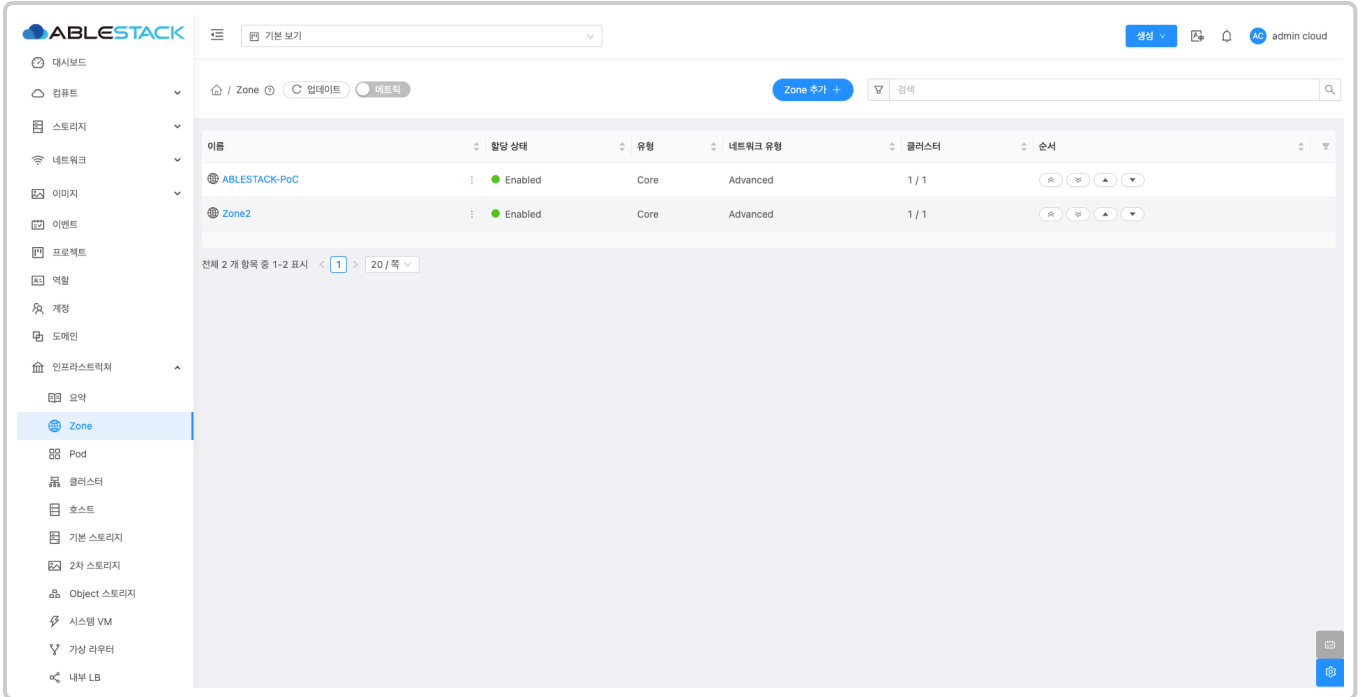 ABLESTACK
기본 보기
생성
AC admin cloud
대시보드
컴퓨트
스토리지
네트워크
이미지
이벤트
프로젝트
역할
계정
도메인
인프라스트럭쳐
요약
Zone
Pod
클러스터
호스트
기본 스토리지
2차 스토리지
Object 스토리지
시스템 VM
가상 라우터
내부 LB
/ Zone 업데이트 메트릭
Zone 추가 +
검색
이름 할당 상태 유형 네트워크 유형 클러스터 순서
ABLESTACK-PoC Enabled Core Advanced 1 / 1
Zone2 Enabled Core Advanced 1 / 1
전체 2 개 항목 중 1-2 표시 < 1 > 20 / 쪽